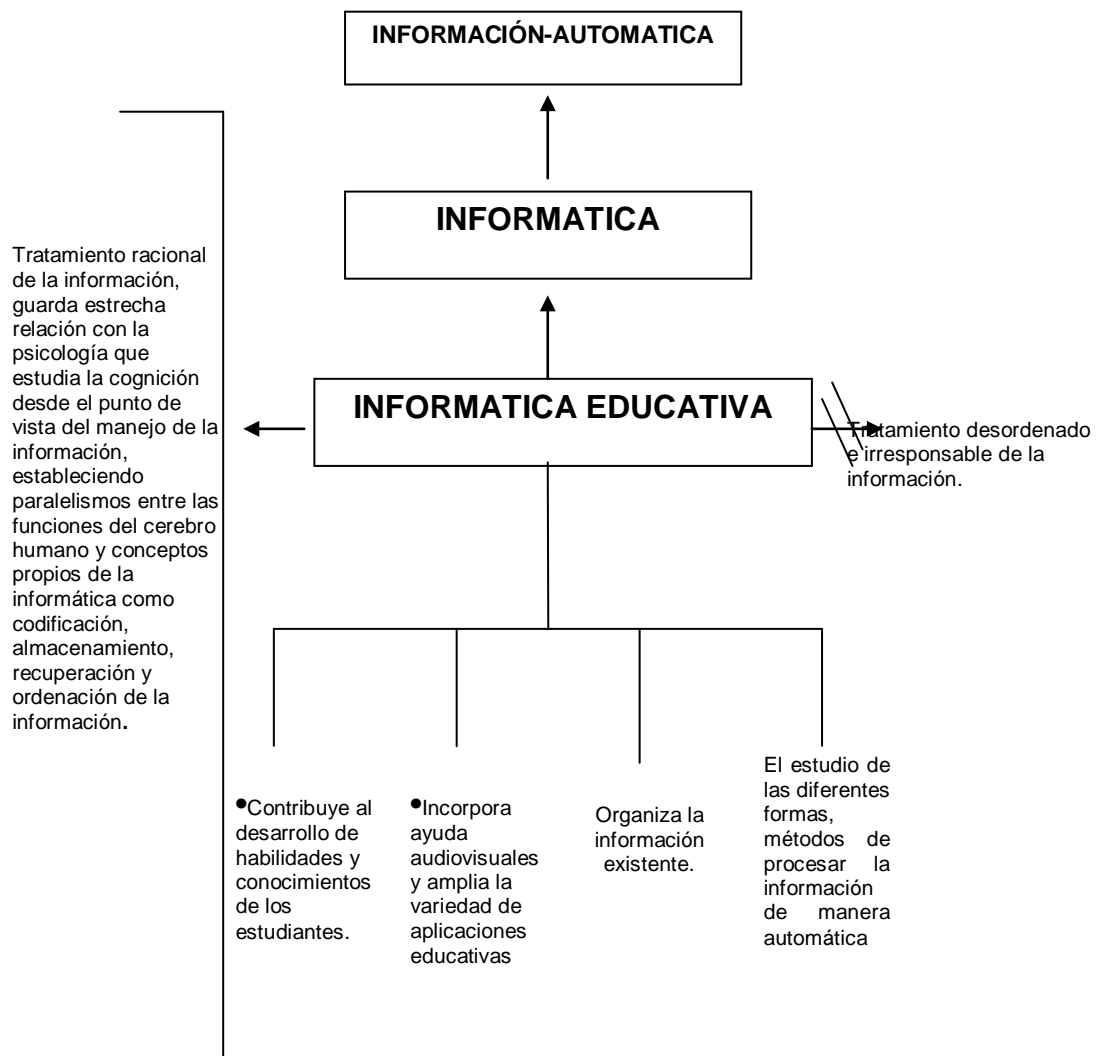 INFORMACIÓN-AUTOMATICA
INFORMATICA
INFORMATICA EDUCATIVA
Tratamiento racional
de la información,
guarda estrecha
relación con la
psicología que
estudia la cognición
desde el punto de
vista del manejo de la
información,
estableciendo
paralelismos entre las
funciones del cerebro
humano y conceptos
propios de la
informática como
codificación,
almacenamiento,
recuperación y
ordenación de la
información.
Tratamiento desordenado
e irresponsable de la
información.
•Contribuye al
desarrollo de
habilidades y
conocimientos
de los
estudiantes.
•Incorpora
ayuda
audiovisuales
y amplia la
variedad de
aplicaciones
educativas
Organiza la
información
existente.
El estudio de
las diferentes
formas,
métodos de
procesar la
información
de manera
automática